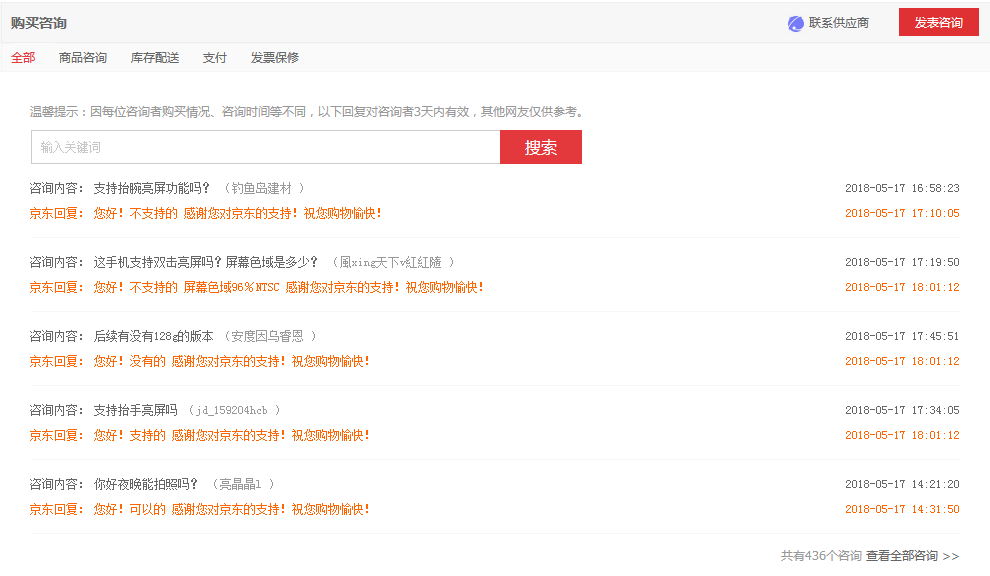 购买咨询
联系供应商
发表咨询
全部 商品咨询 库存配送 支付 发票保修
温馨提示：因每位咨询者购买情况、咨询时间等不同，以下回复对咨询者3天内有效，其他网友仅供参考。
输入关键词
搜索
咨询内容： 支持抬腕亮屏功能吗？ （钓鱼岛建材 ） 2018-05-17 16:58:23
京东回复： 您好！不支持的 感谢您对京东的支持！祝您购物愉快！ 2018-05-17 17:10:05
咨询内容： 这手机支持双击亮屏吗？屏幕色域是多少？ （風xing天下v紅紅隨 ） 2018-05-17 17:19:50
京东回复： 您好！不支持的 屏幕色域96%NTSC 感谢您对京东的支持！祝您购物愉快！ 2018-05-17 18:01:12
咨询内容： 后续有没有128g的版本 （安度因乌睿恩 ） 2018-05-17 17:45:51
京东回复： 您好！没有的 感谢您对京东的支持！祝您购物愉快！ 2018-05-17 18:01:12
咨询内容： 支持抬手亮屏吗 （jd_159204hcb ） 2018-05-17 17:34:05
京东回复： 您好！支持的 感谢您对京东的支持！祝您购物愉快！ 2018-05-17 18:01:12
咨询内容： 你好夜晚能拍照吗？ （亮晶晶1 ） 2018-05-17 14:21:20
京东回复： 您好！可以的 感谢您对京东的支持！祝您购物愉快！ 2018-05-17 14:31:50
共有436个咨询 查看全部咨询 >>